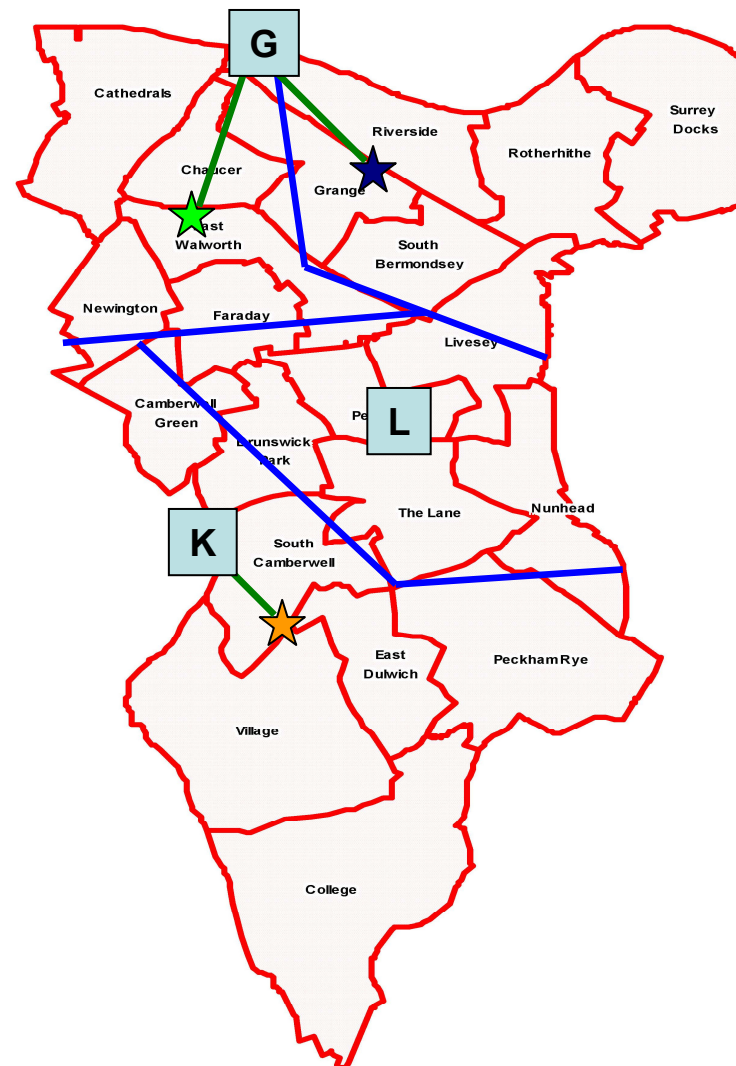 G
Cathedrals
Surrey
Docks
Riverside
Rotherhithe
Chaucer
Grange
East
Walworth
South
Bermondsey
Newington
Faraday
Livesey
Camberwell
Green
Pe
L
Brunswick
Park
The Lane
Nunhead
K
South
Camberwell
East
Dulwich
Peckham Rye
Village
College